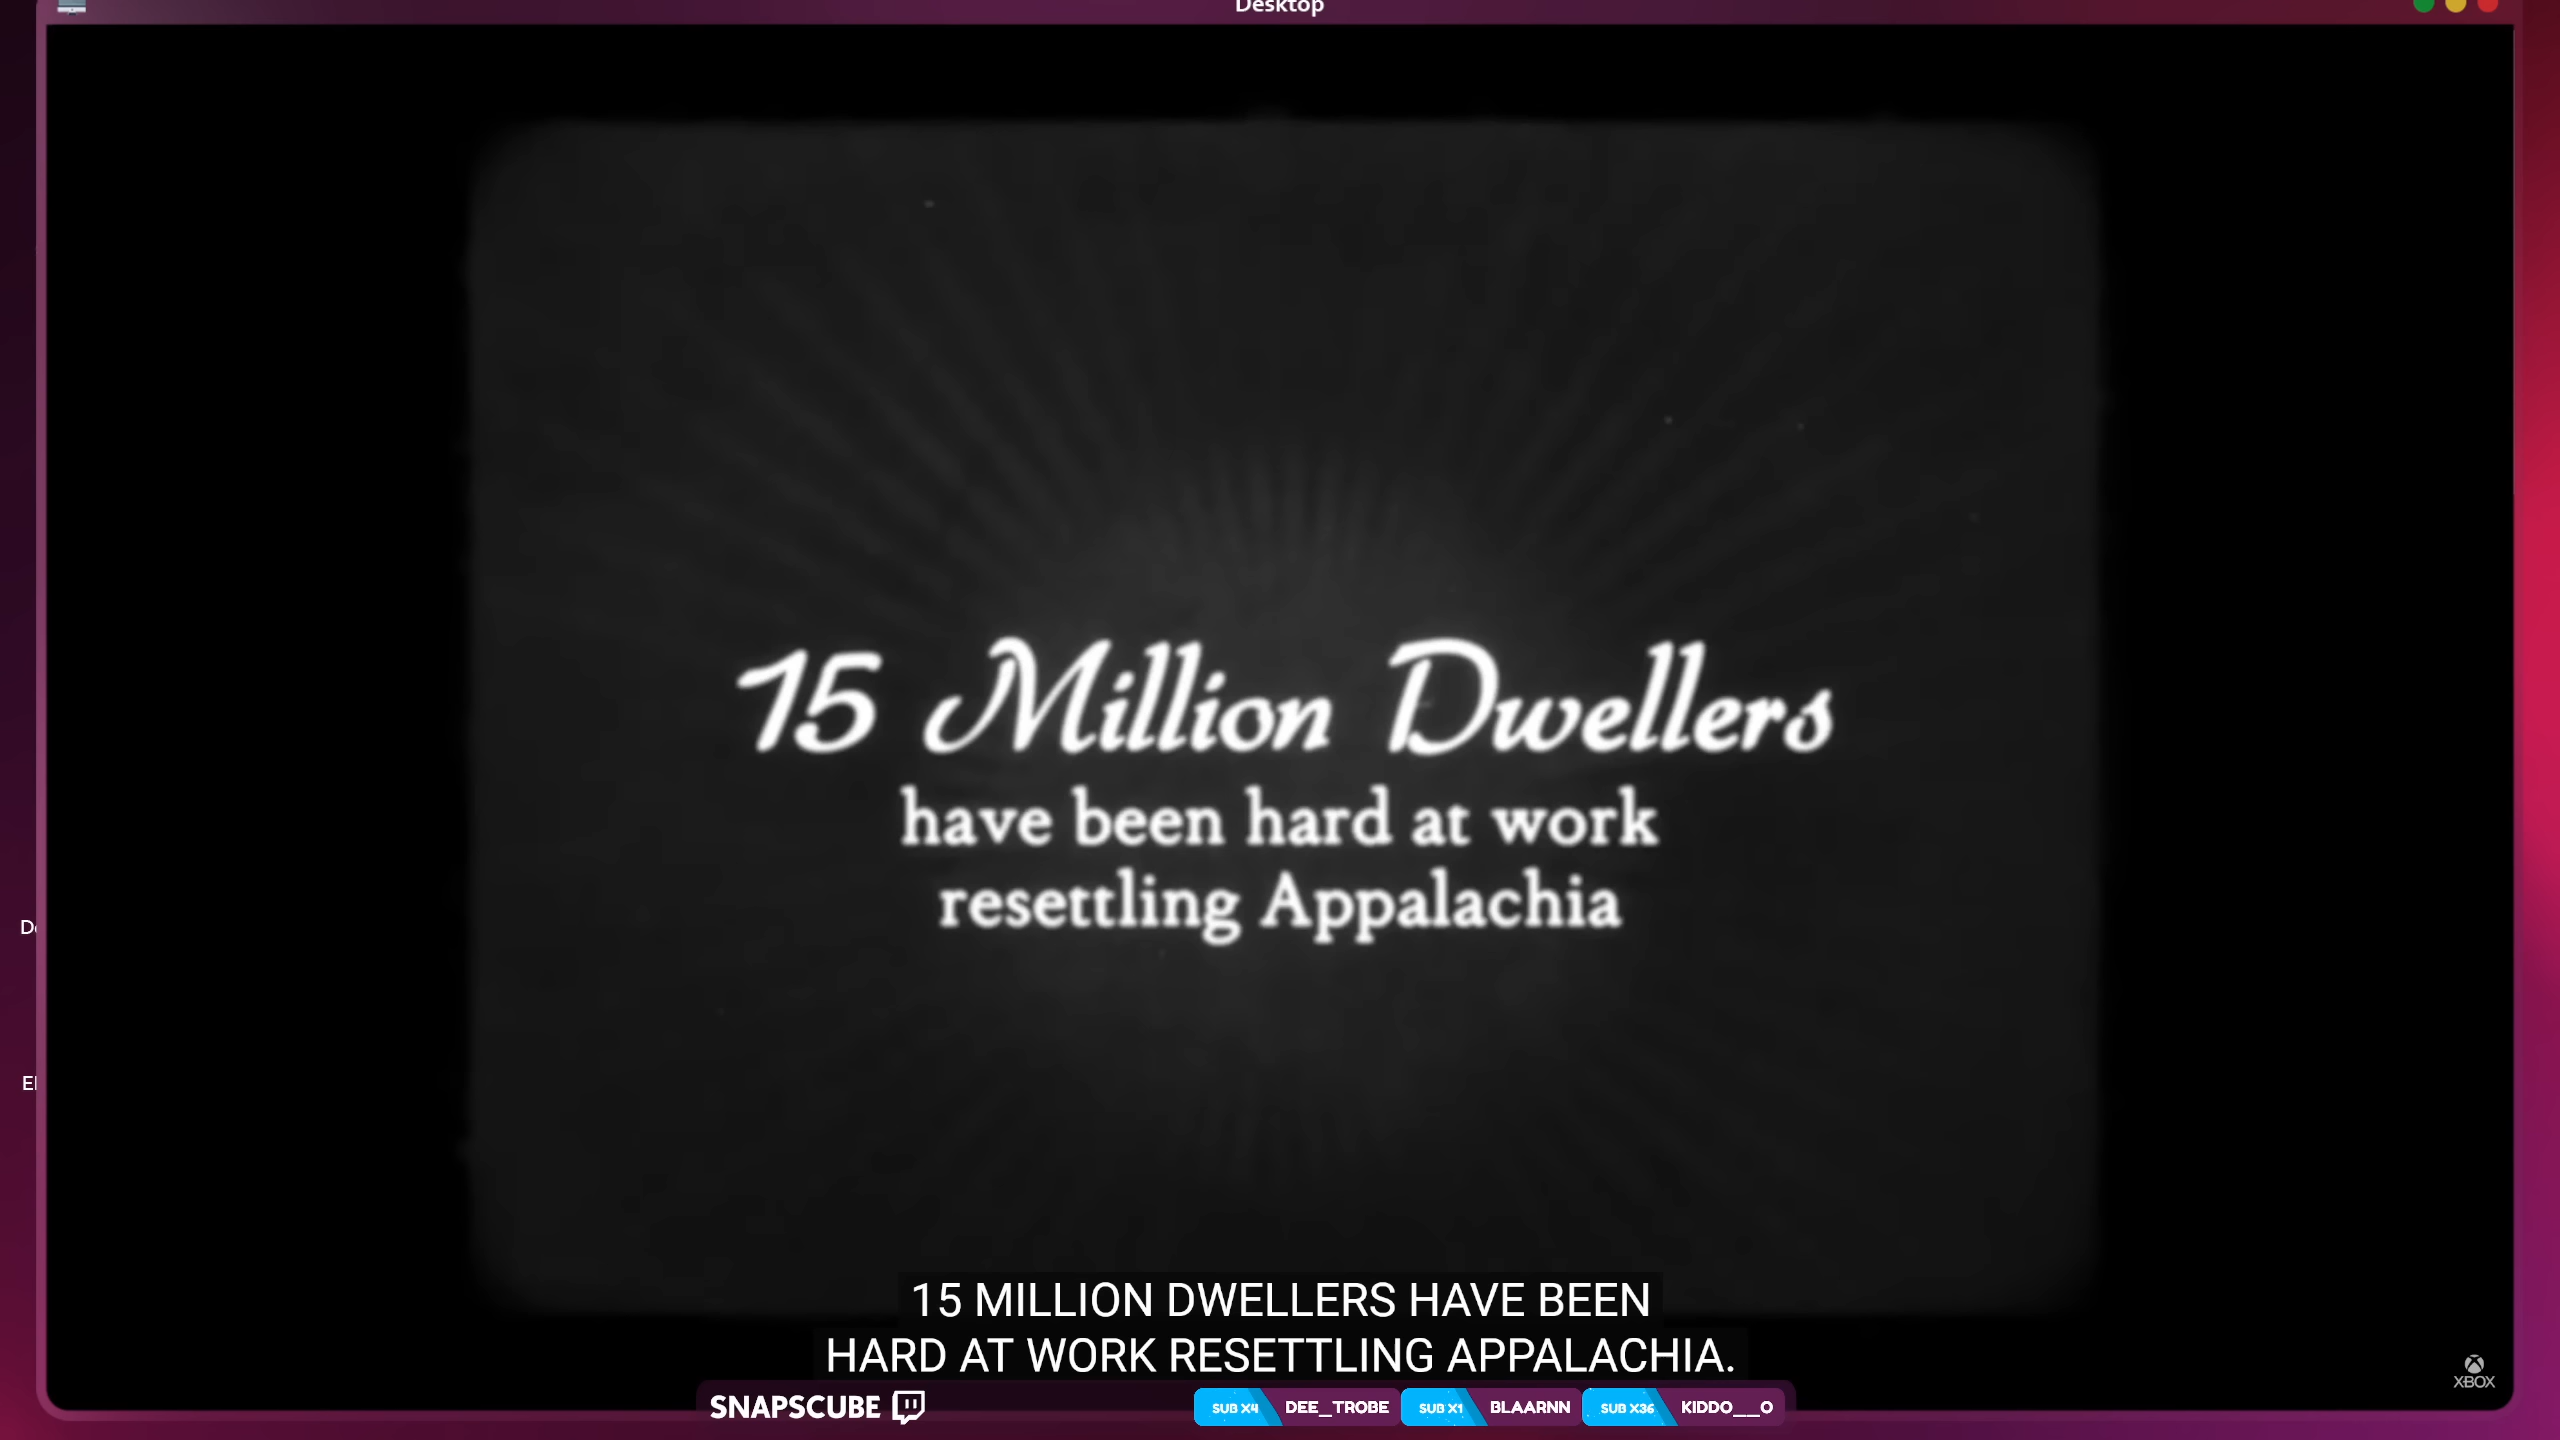 Desktop
15 Million Dwellers
have been hard at work
resettling Appalachia
15 MILLION DWELLERS HAVE BEEN
HARD AT WORK RESETTLING APPALACHIA.
XBOX
SNAPSCUBE
SUB X4 DEE_TROBE
SUB X1 BLAARNN
SUB X36 KIDDO__O